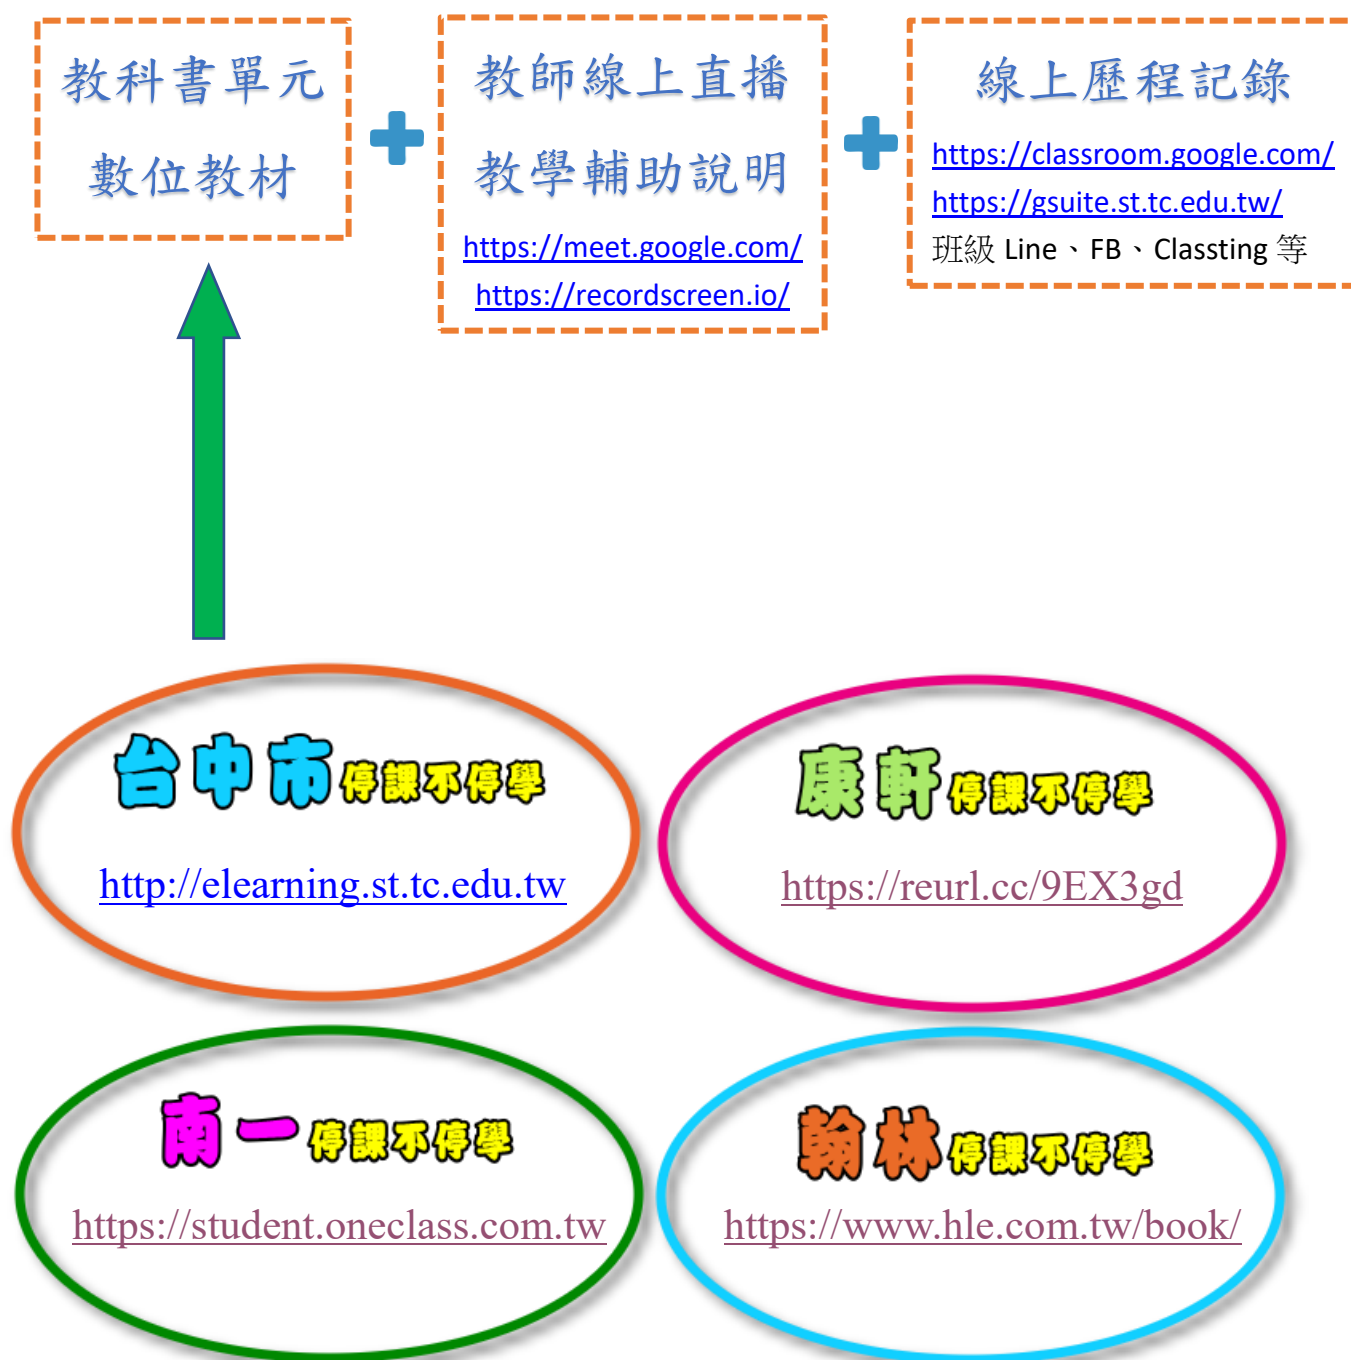 教科書單元
數位教材
教師線上直播
教學輔助說明
https://meet.google.com/
https://recordscreen.io/
線上歷程記錄
https://classroom.google.com/
https://gsuite.st.tc.edu.tw/
班級 Line、FB、Classting 等
台中市停課不停學
http://elearning.st.tc.edu.tw
康軒停課不停學
https://reurl.cc/9EX3gd
南一停課不停學
https://student.oneclass.com.tw
翰林停課不停學
https://www.hle.com.tw/book/